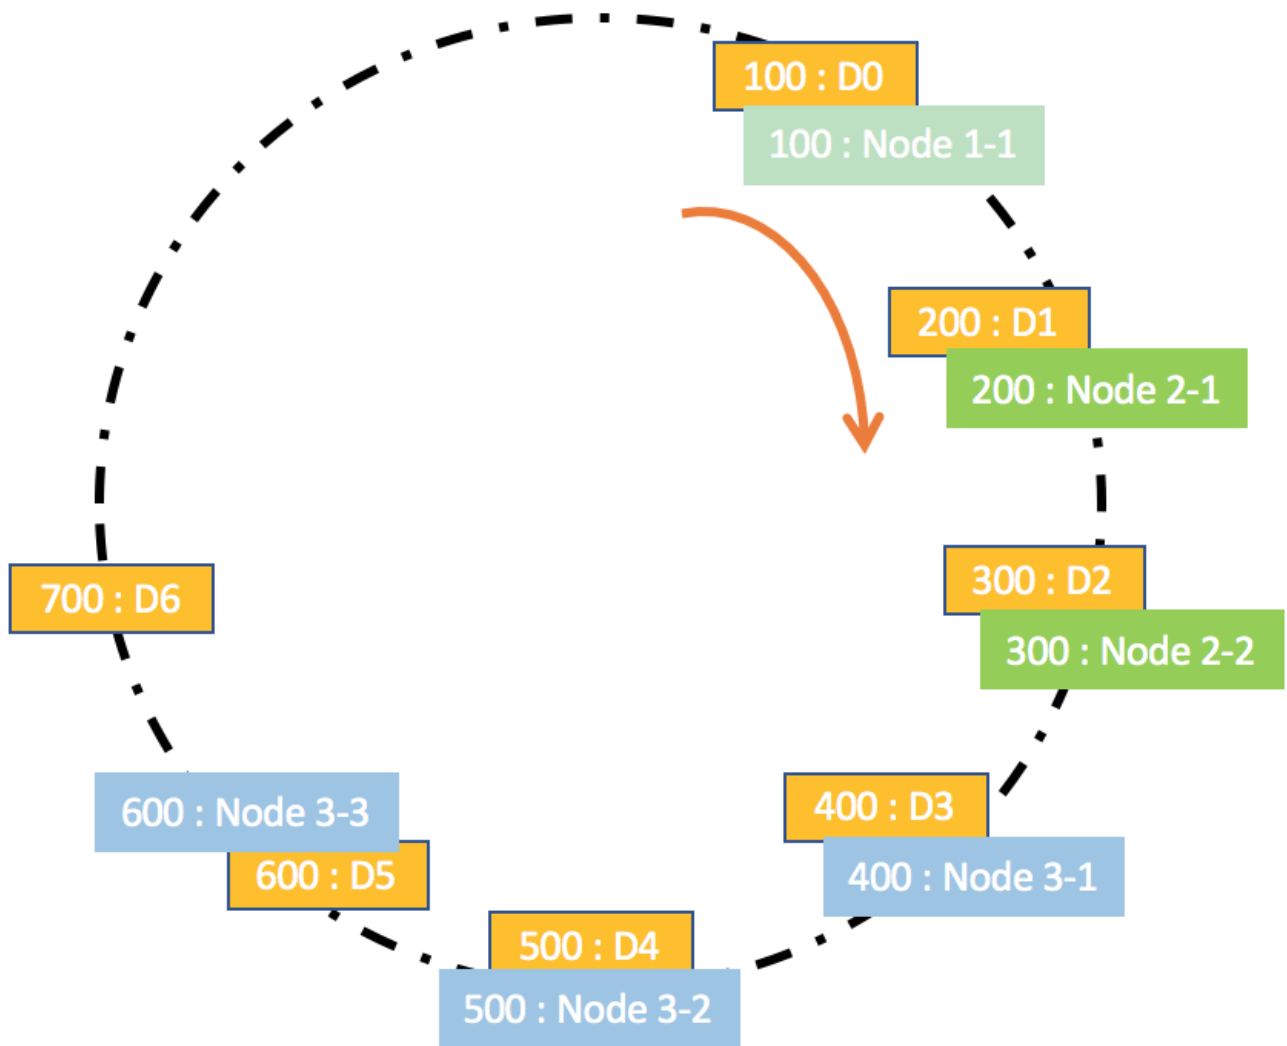 100 : D0
100 : Node 1-1
200 : D1
200 : Node 2-1
300 : D2
300 : Node 2-2
400 : D3
400 : Node 3-1
500 : D4
500 : Node 3-2
600 : Node 3-3
600 : D5
700 : D6